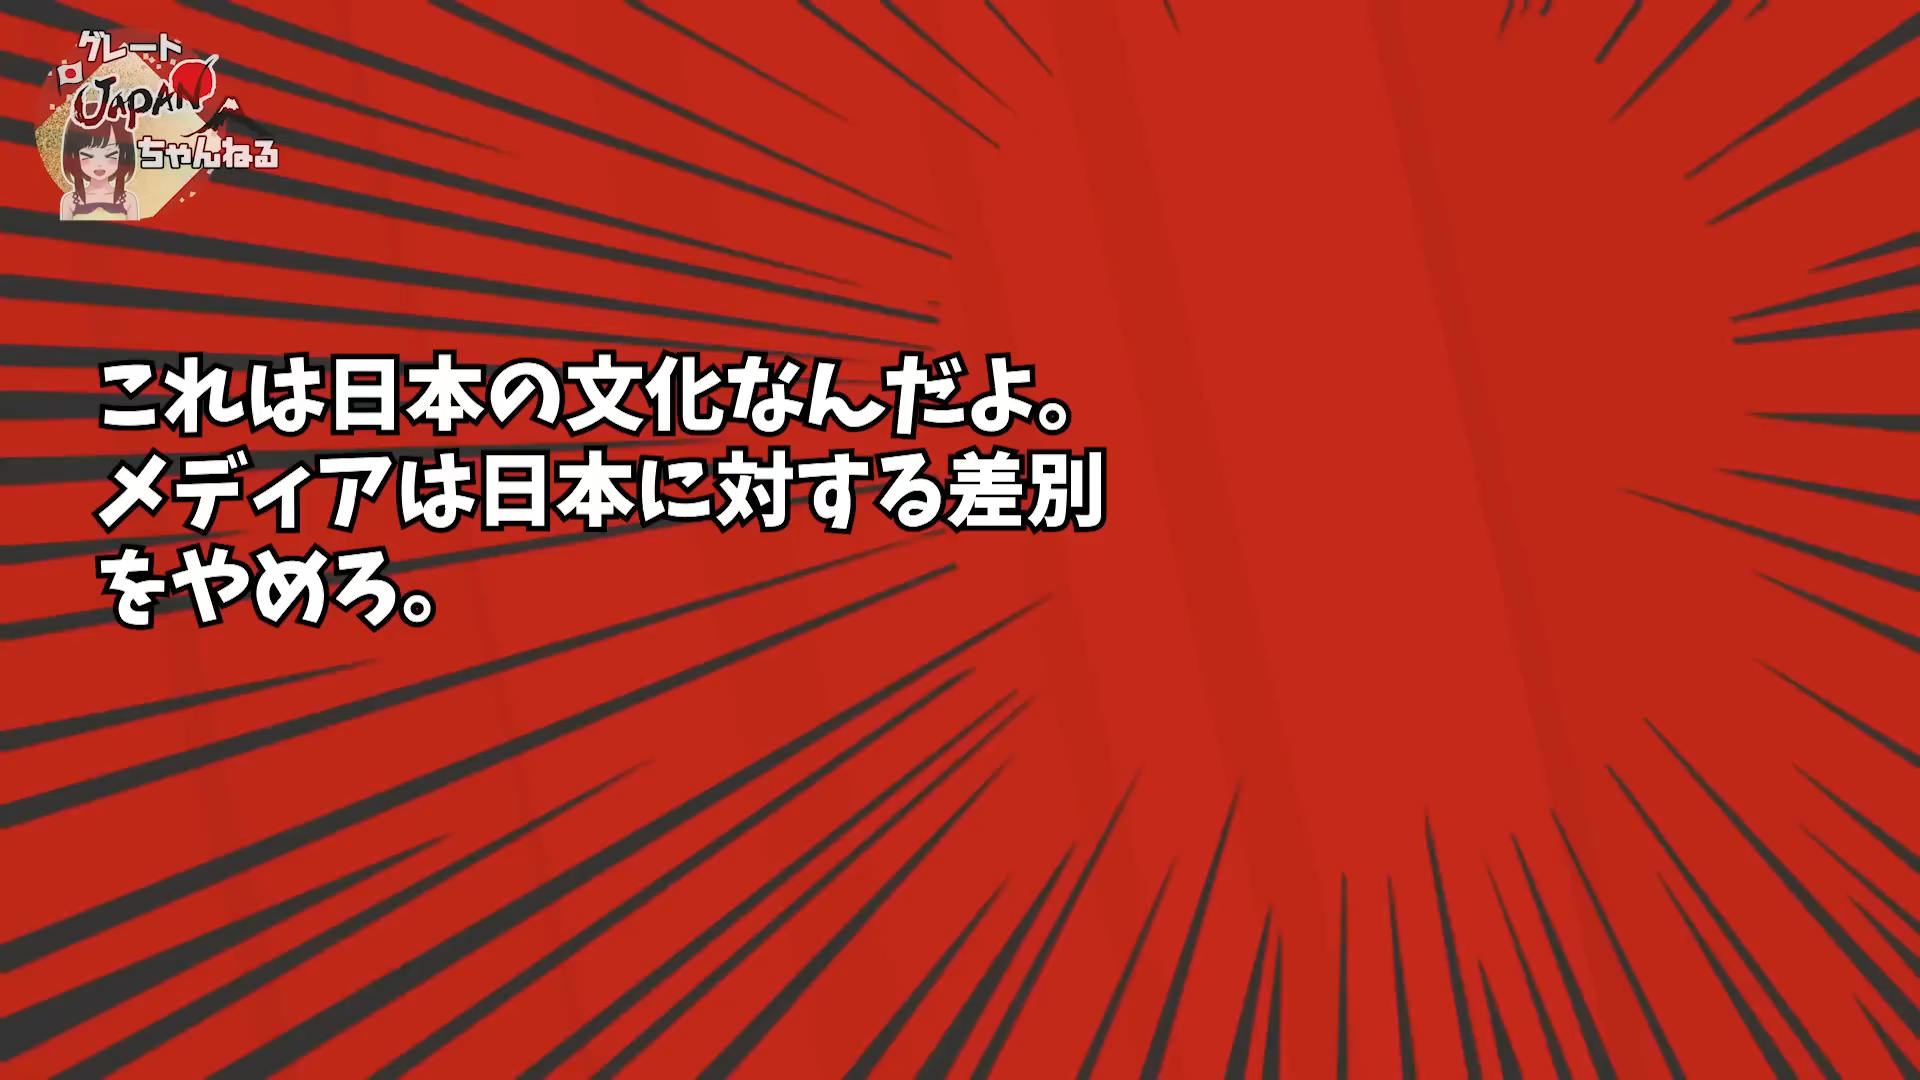 グレート
JAPAN
ちゃんねる
これは日本の文化なんだよ。
メディアは日本に対する差別
をやめろ。